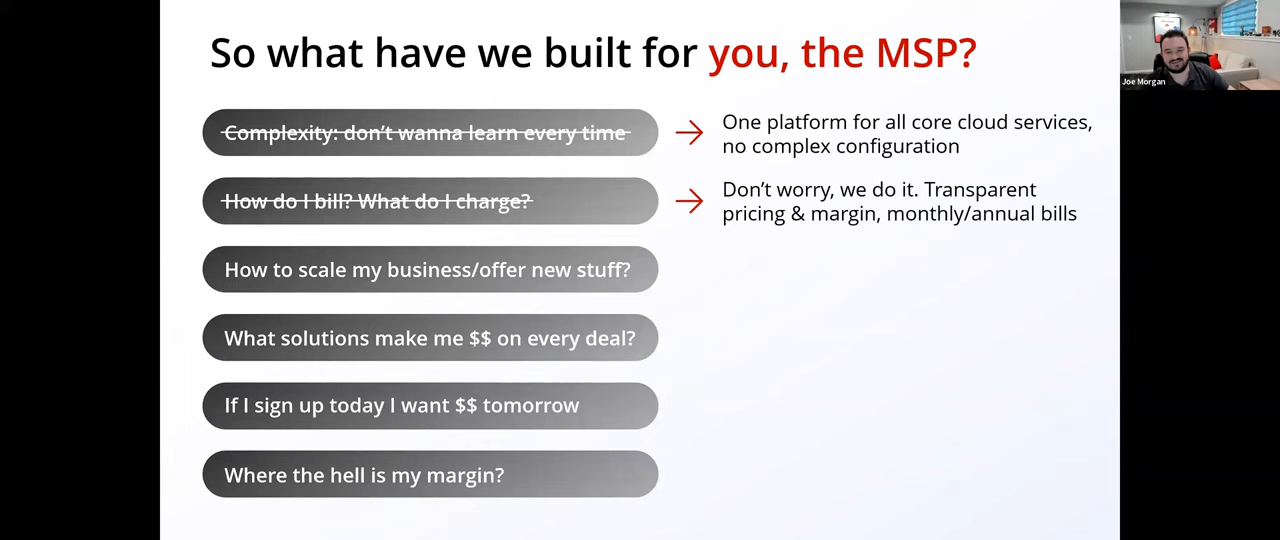 So what have we built for you, the MSP?
Complexity: don't wanna learn every time
One platform for all core cloud services,
no complex configuration
How do I bill? What do I charge?
Don't worry, we do it. Transparent
pricing & margin, monthly/annual bills
How to scale my business/offer new stuff?
What solutions make me $$ on every deal?
If I sign up today I want $$ tomorrow
Where the hell is my margin?
Joe Morgan